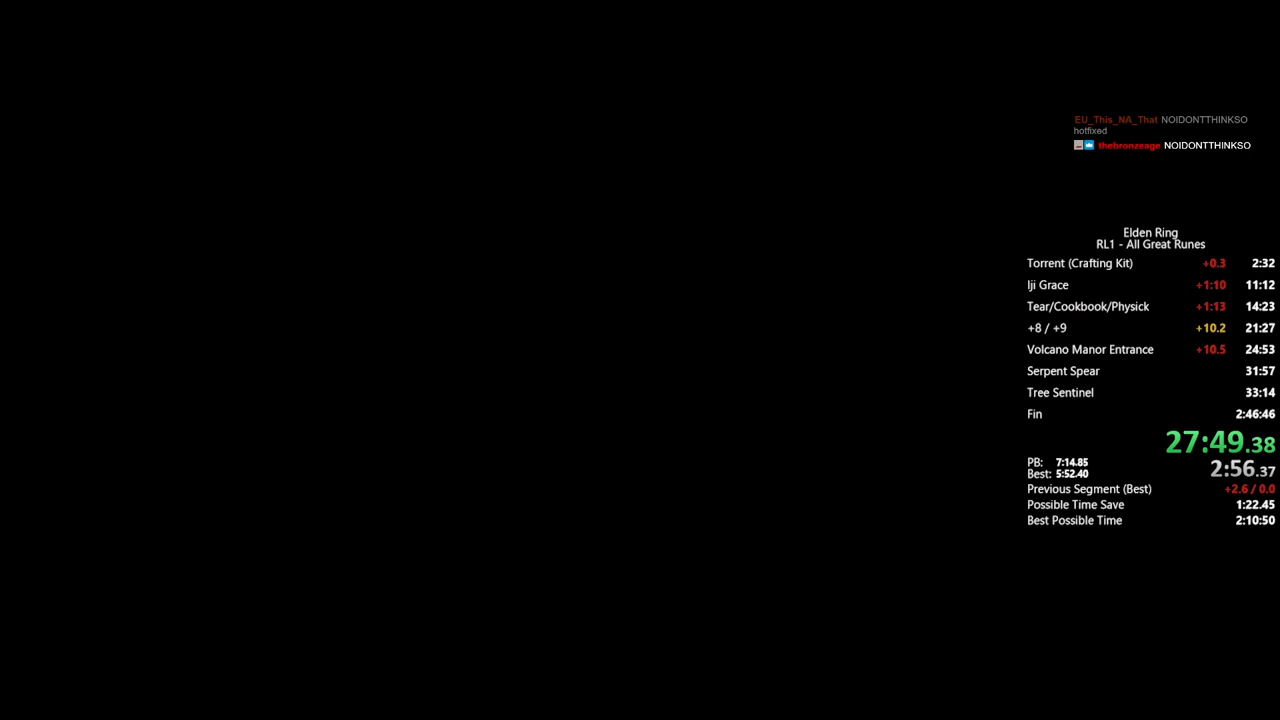 EU_This_NA_That NOIDONTTHINKSO
hotfixed
thebronzeage NOIDONTTHINKSO
Elden Ring
RL1 - All Great Runes
Torrent (Crafting Kit) +0.3 2:32
Iji Grace +1:10 11:12
Tear/Cookbook/Physick +1:13 14:23
+8 / +9 +10.2 21:27
Volcano Manor Entrance +10.5 24:53
Serpent Spear 31:57
Tree Sentinel 33:14
Fin 2:46:46
27:49.38
PB: 7:14.85
Best: 5:52.40
2:56.37
Previous Segment (Best) +2.6 / 0.0
Possible Time Save 1:22.45
Best Possible Time 2:10:50